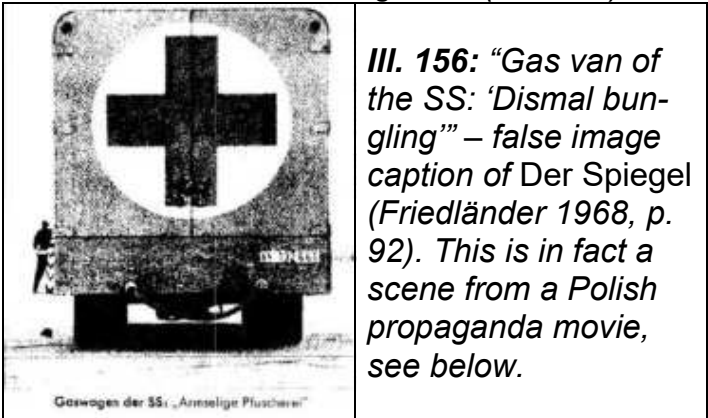 Gaswagen der SS: „Armselige Pfuscherei“
Ill. 156: “Gas van of
the SS: ‘Dismal bun-
gling’” – false image
caption of Der Spiegel
(Friedländer 1968, p.
92). This is in fact a
scene from a Polish
propaganda movie,
see below.